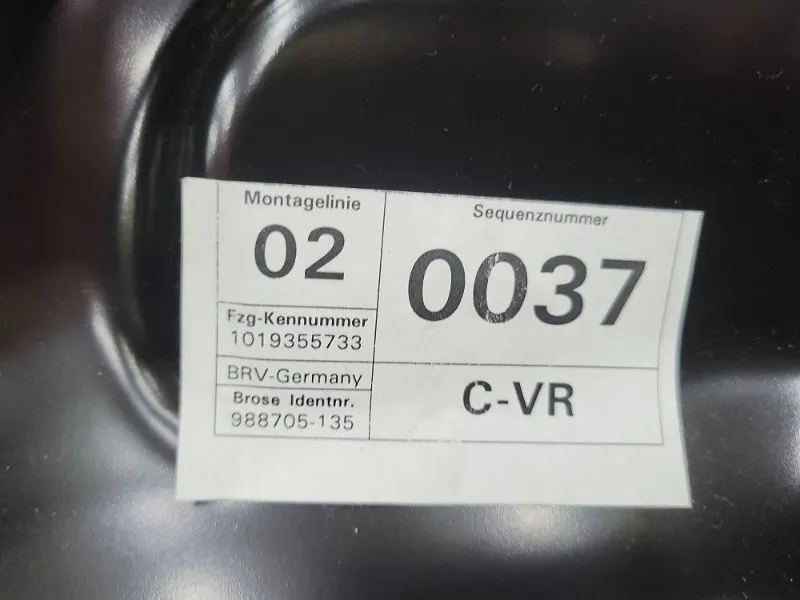 Montagelinie
02
Sequenznummer
0037
Fzg-Kennummer
1019355733
BRV-Germany
Brose Identnr.
988705-135
C-VR